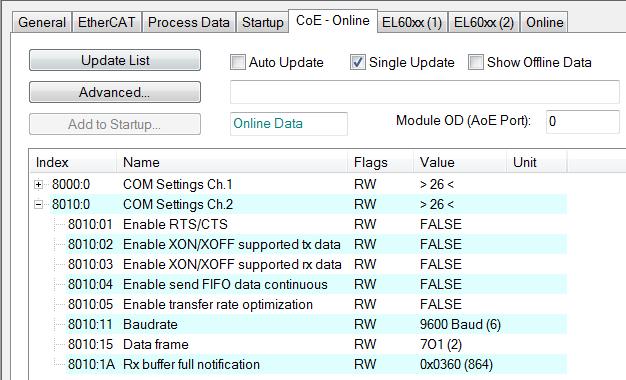 General EtherCAT Process Data Startup CoE - Online EL60xx (1) EL60xx (2) Online
Update List Auto Update Single Update Show Offline Data
Advanced...
Add to Startup... Online Data Module OD (AoE Port): 0
Index Name Flags Value Unit
8000:0 COM Settings Ch.1 RW > 26 <
8010:0 COM Settings Ch.2 RW > 26 <
8010:01 Enable RTS/CTS RW FALSE
8010:02 Enable XON/XOFF supported tx data RW FALSE
8010:03 Enable XON/XOFF supported rx data RW FALSE
8010:04 Enable send FIFO data continuous RW FALSE
8010:05 Enable transfer rate optimization RW FALSE
8010:11 Baudrate RW 9600 Baud (6)
8010:15 Data frame RW 7O1 (2)
8010:1A Rx buffer full notification RW 0x0360 (864)